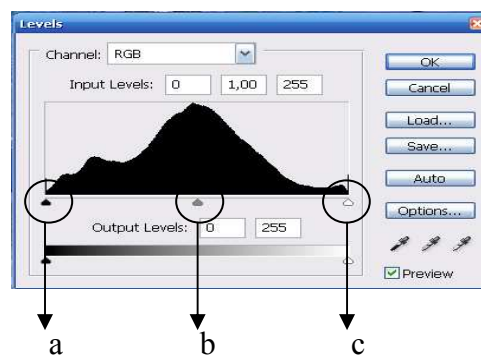 Levels
Channel: RGB
Input Levels: 0 1,00 255
Output Levels: 0 255
OK
Cancel
Load...
Save...
Auto
Options...
Preview
a b c